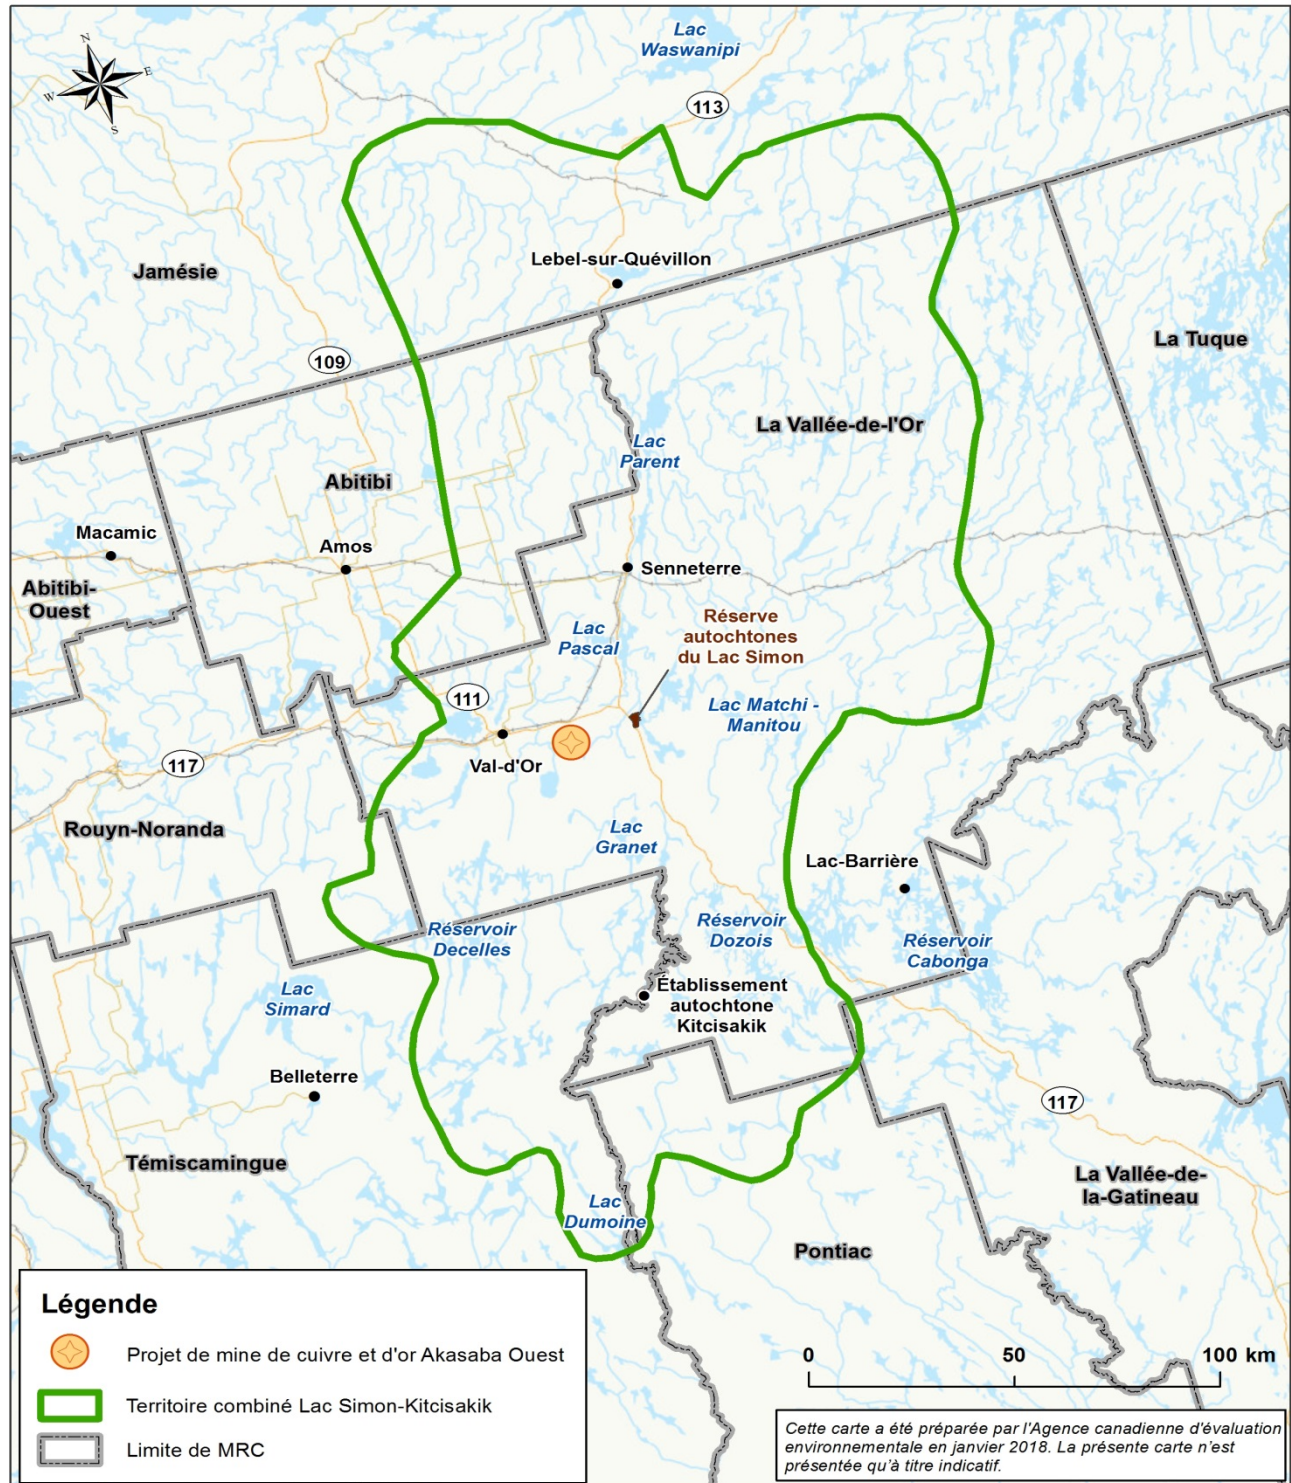 Lac
Waswanipi
N
E
W
S
113
Jamésie
Lebel-sur-Quévillon
La Tuque
109
La Vallée-de-l'Or
Lac
Parent
Abitibi
Macamic
Amos
Senneterre
Abitibi-
Ouest
Réserve
autochtones
du Lac Simon
Lac
Pascal
111
Lac Matchi -
Manitou
Val-d'Or
117
Rouyn-Noranda
Lac
Granet
Lac-Barrière
Réservoir
Decelles
Réservoir
Dozois
Réservoir
Cabonga
Lac
Simard
Établissement
autochtone
Kitcisakik
Belleterre
117
Témiscamingue
La Vallée-de-
la-Gatineau
Lac
Dumoine
Pontiac
Légende
Projet de mine de cuivre et d'or Akasaba Ouest
Territoire combiné Lac Simon-Kitcisakik
Limite de MRC
0 50 100 km
Cette carte a été préparée par l'Agence canadienne d'évaluation
environnementale en janvier 2018. La présente carte n'est
présentée qu'à titre indicatif.